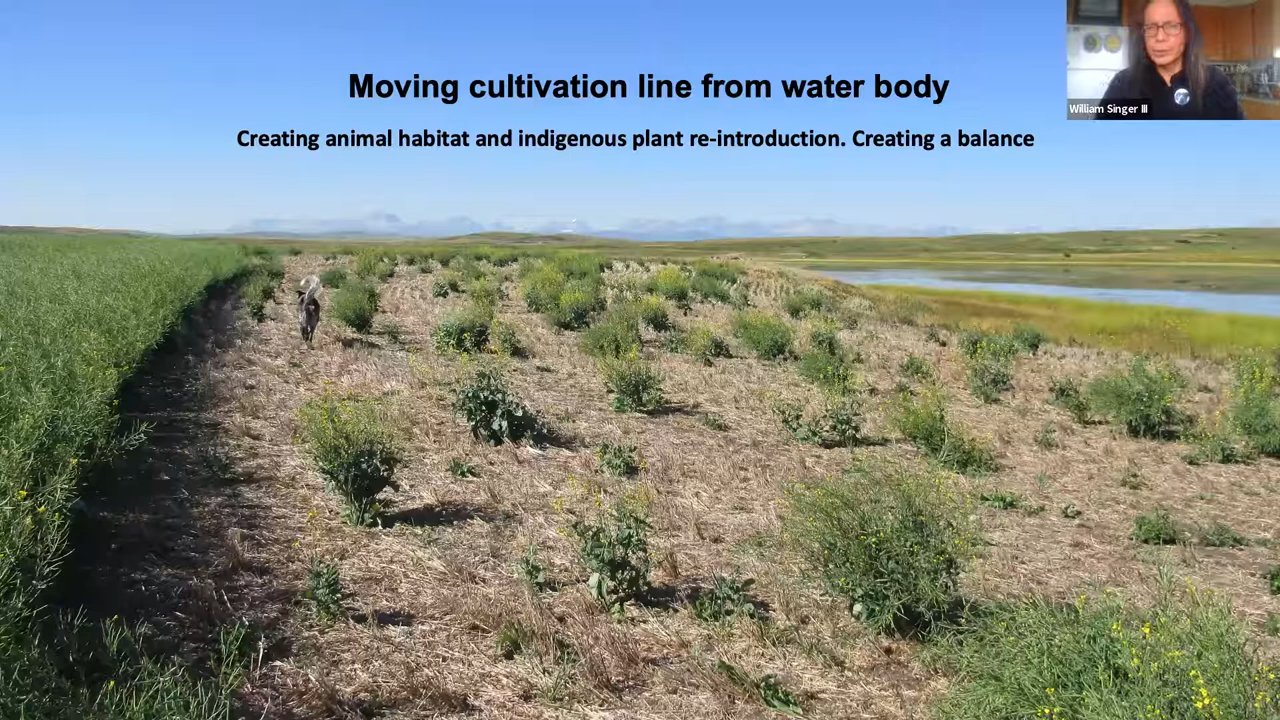 Moving cultivation line from water body
Creating animal habitat and indigenous plant re-introduction. Creating a balance
William Singer III